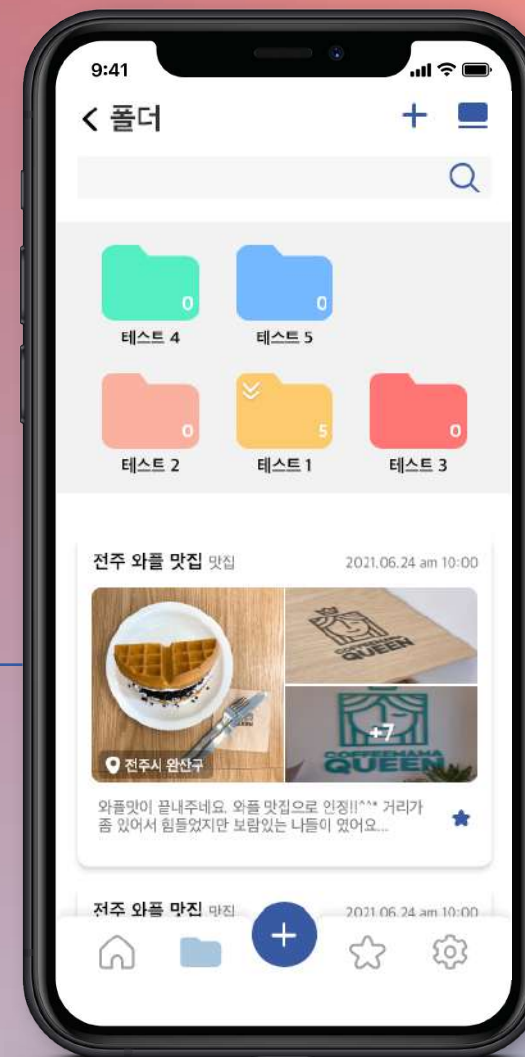 9:41
폴더
0
0
테스트 4
테스트 5
0
5
0
테스트 2
테스트 1
테스트 3
전주 와플 맛집 맛집
2021.06.24 am 10:00
COFFEEMAMA
QUEEN
+7
COFFEEMAMA
QUEEN
전주시 완산구
와플맛이 끝내주네요. 와플 맛집으로 인정!!^^* 거리가
좀 있어서 힘들었지만 보람있는 나들이 였어요...
전주 와플 맛집 맛집
2021.06.24 am 10:00